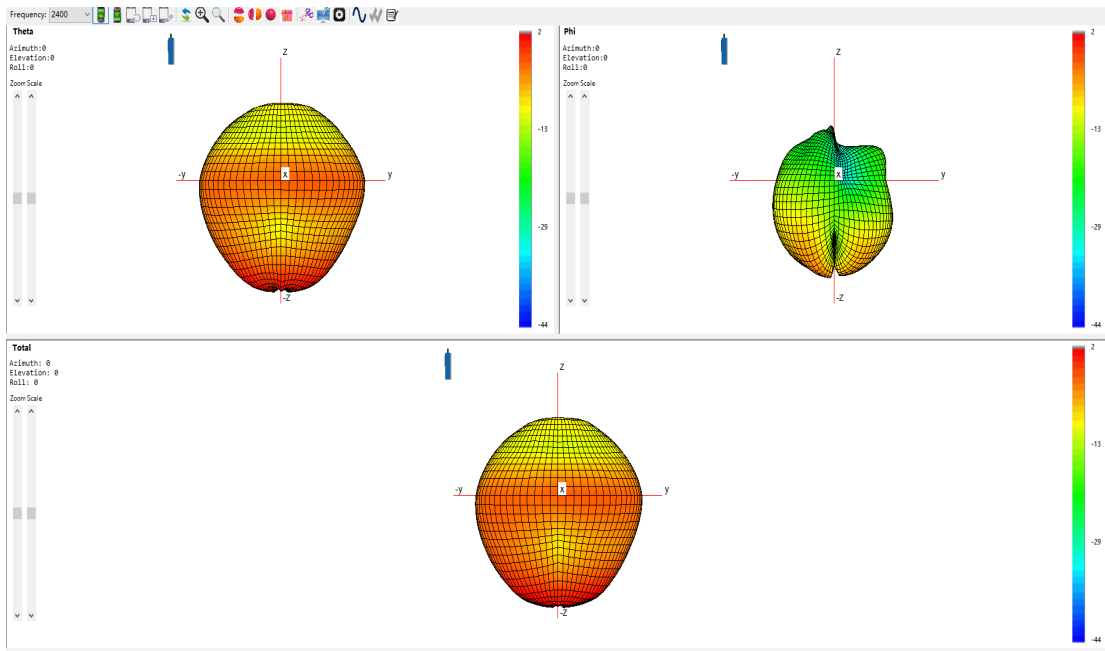 Frequency: 2400
Theta
Azimuth:0
Elevation:0
Roll:0
Zoom Scale
Z
-y
X
y
-Z
2
-13
-29
-44
Phi
Azimuth:0
Elevation:0
Roll:0
Zoom Scale
Z
-y
X
y
-Z
2
-13
-29
-44
Total
Azimuth: 0
Elevation: 0
Roll: 0
Zoom Scale
Z
-y
X
y
-Z
2
-13
-29
-44